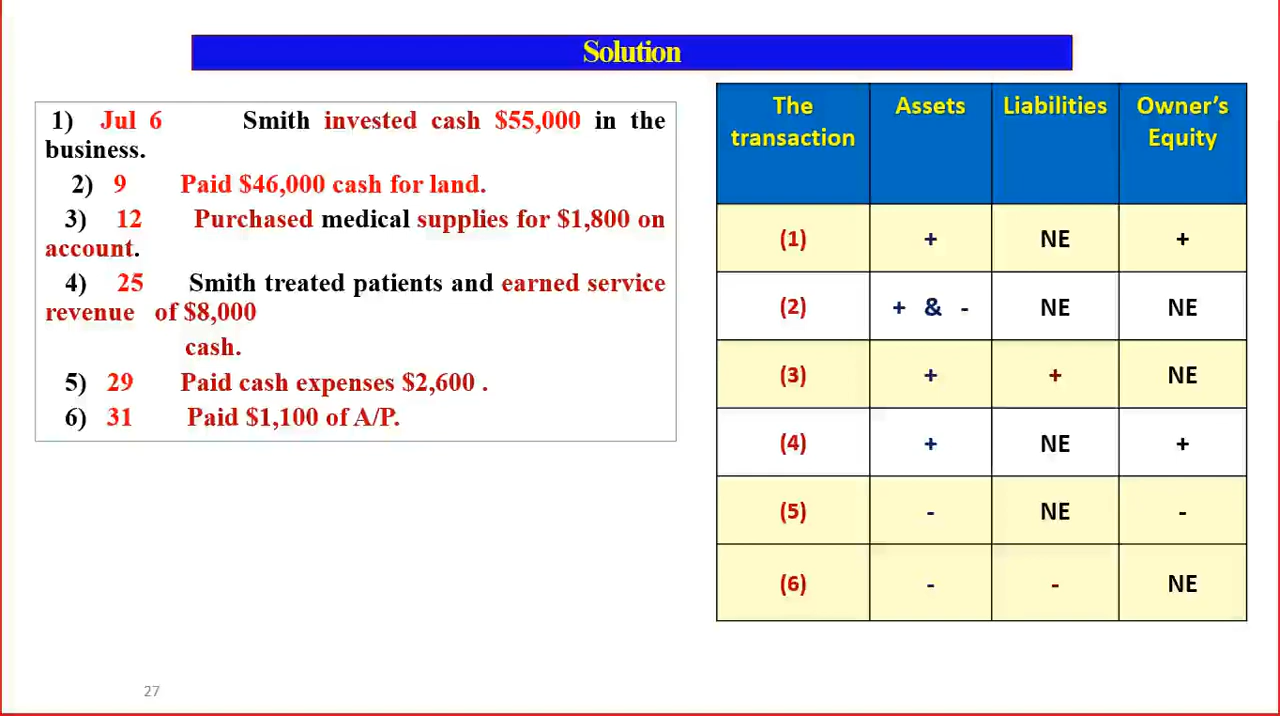 Solution
1) Jul 6 Smith invested cash $55,000 in the
business.
2) 9 Paid $46,000 cash for land.
3) 12 Purchased medical supplies for $1,800 on
account.
4) 25 Smith treated patients and earned service
revenue of $8,000
cash.
5) 29 Paid cash expenses $2,600 .
6) 31 Paid $1,100 of A/P.
The Assets Liabilities Owner’s
transaction Equity
(1) + NE +
(2) + & - NE NE
(3) + + NE
(4) + NE +
(5) - NE -
(6) - - NE
27